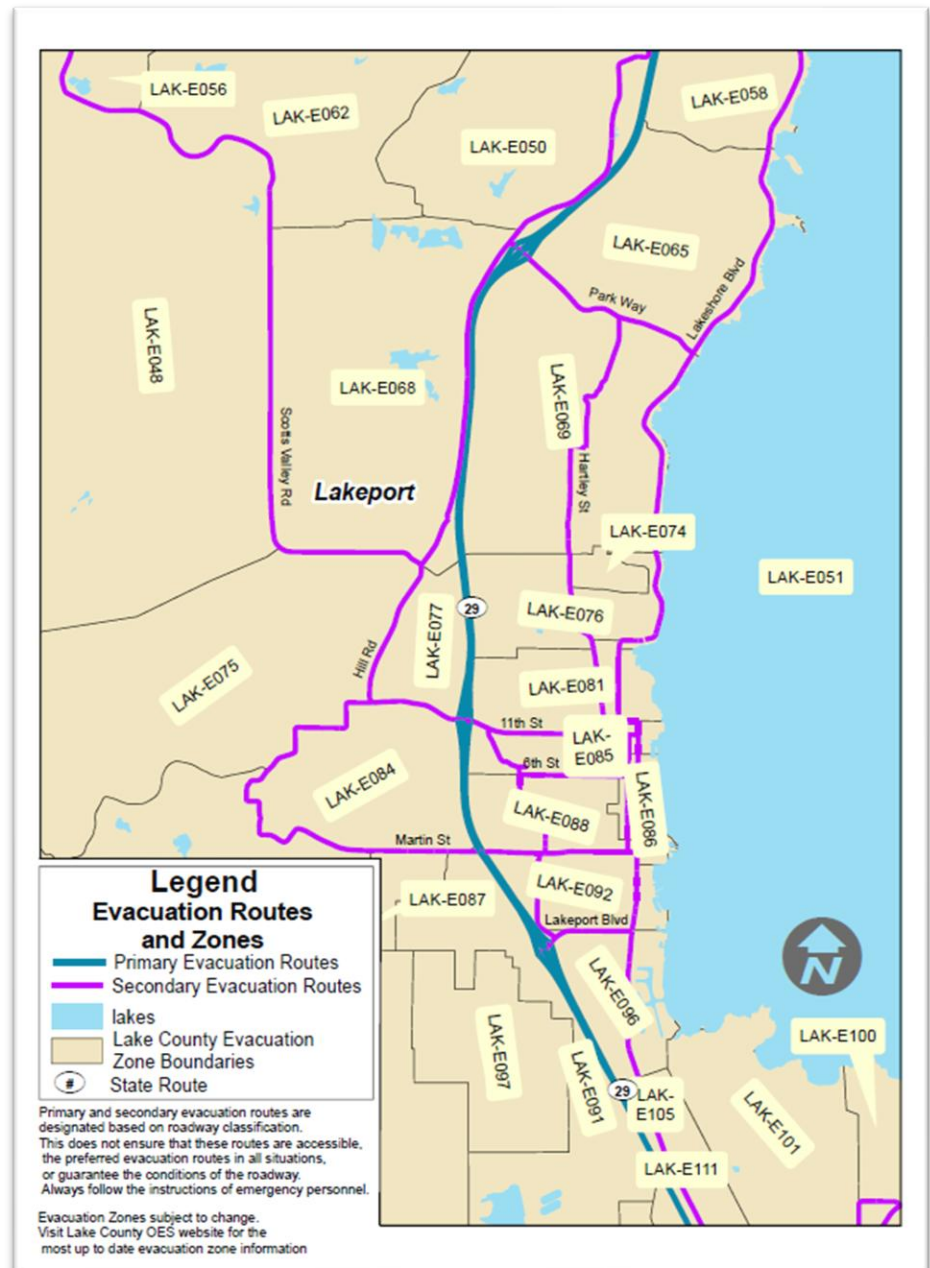 LAK-E056
LAK-E062
LAK-E058
LAK-E050
LAK-E065
Park Way
Lakeshore Blvd
LAK-E048
LAK-E068
LAK-E069
Scotts Valley Rd
Hartley St
Lakeport
LAK-E074
LAK-E051
29
LAK-E076
LAK-E077
Hill Rd
LAK-E075
LAK-E081
11th St
LAK-
E085
6th St
LAK-E084
LAK-E086
LAK-E088
Martin St
LAK-E092
LAK-E087
Lakeport Blvd
N
LAK-E096
LAK-E100
LAK-E097
LAK-E091
29
LAK-
E105
LAK-E101
LAK-E111
Legend
Evacuation Routes
and Zones
Primary Evacuation Routes
Secondary Evacuation Routes
lakes
Lake County Evacuation
Zone Boundaries
# State Route
Primary and secondary evacuation routes are
designated based on roadway classification.
This does not ensure that these routes are accessible,
the preferred evacuation routes in all situations,
or guarantee the conditions of the roadway.
Always follow the instructions of emergency personnel.
Evacuation Zones subject to change.
Visit Lake County OES website for the
most up to date evacuation zone information